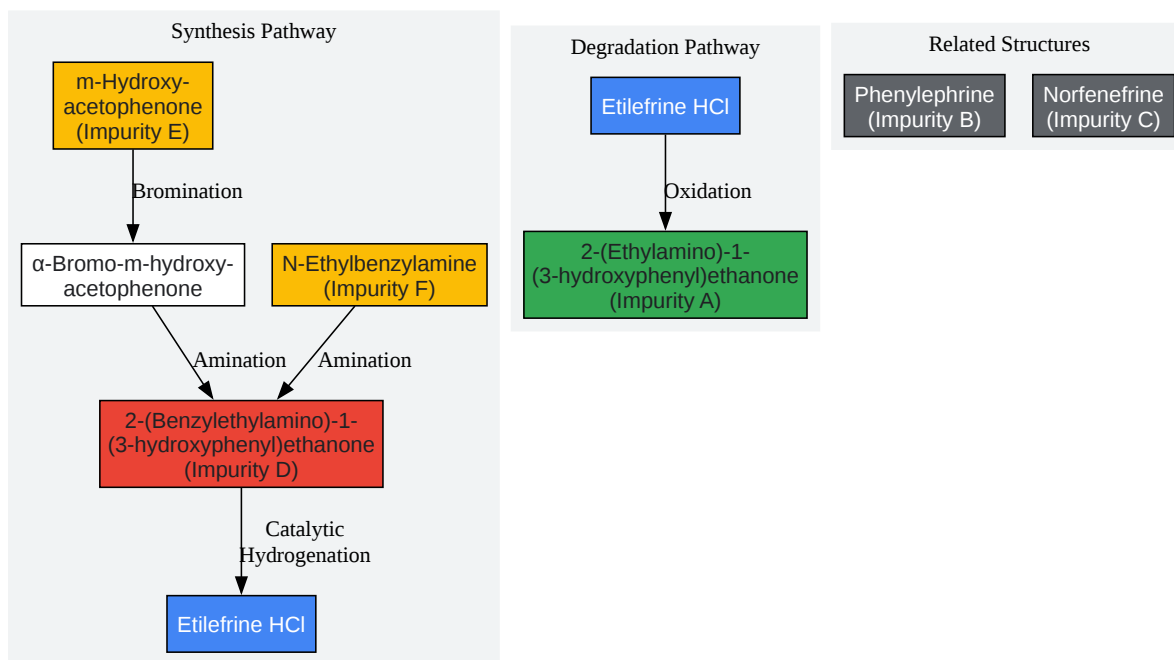 Synthesis Pathway
m-Hydroxy-
acetophenone
(Impurity E)
Bromination
α-Bromo-m-hydroxy-
acetophenone
N-Ethylbenzylamine
(Impurity F)
Amination
Amination
2-(Benzylethylamino)-1-
(3-hydroxyphenyl)ethanone
(Impurity D)
Catalytic
Hydrogenation
Etilefrine HCl
Degradation Pathway
Etilefrine HCl
Oxidation
2-(Ethylamino)-1-
(3-hydroxyphenyl)ethanone
(Impurity A)
Related Structures
Phenylephrine
(Impurity B)
Norfenefrine
(Impurity C)